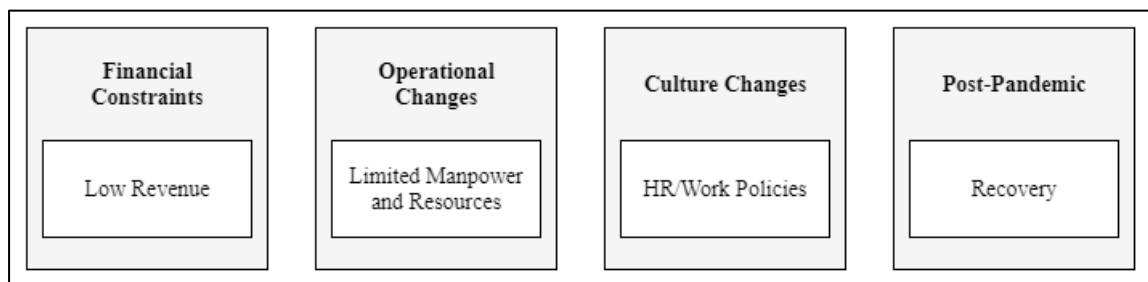 Financial
Constraints
Low Revenue
Operational
Changes
Limited Manpower
and Resources
Culture Changes
HR/Work Policies
Post-Pandemic
Recovery